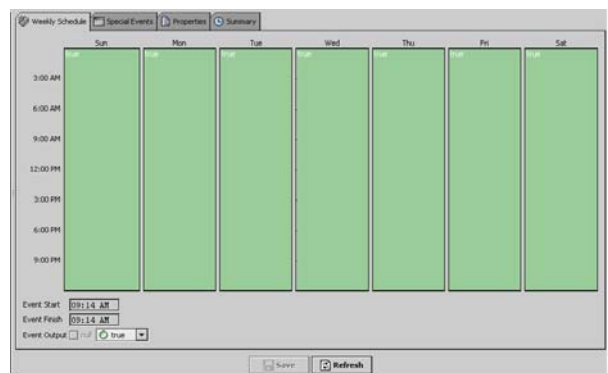 Weekly Schedule Special Events Properties Summary
Sun Mon Tue Wed Thu Fri Sat
true true true true true true true
3:00 AM
6:00 AM
9:00 AM
12:00 PM
3:00 PM
6:00 PM
9:00 PM
Event Start 09:14 AM
Event Finish 09:14 AM
Event Output null true
Save Refresh